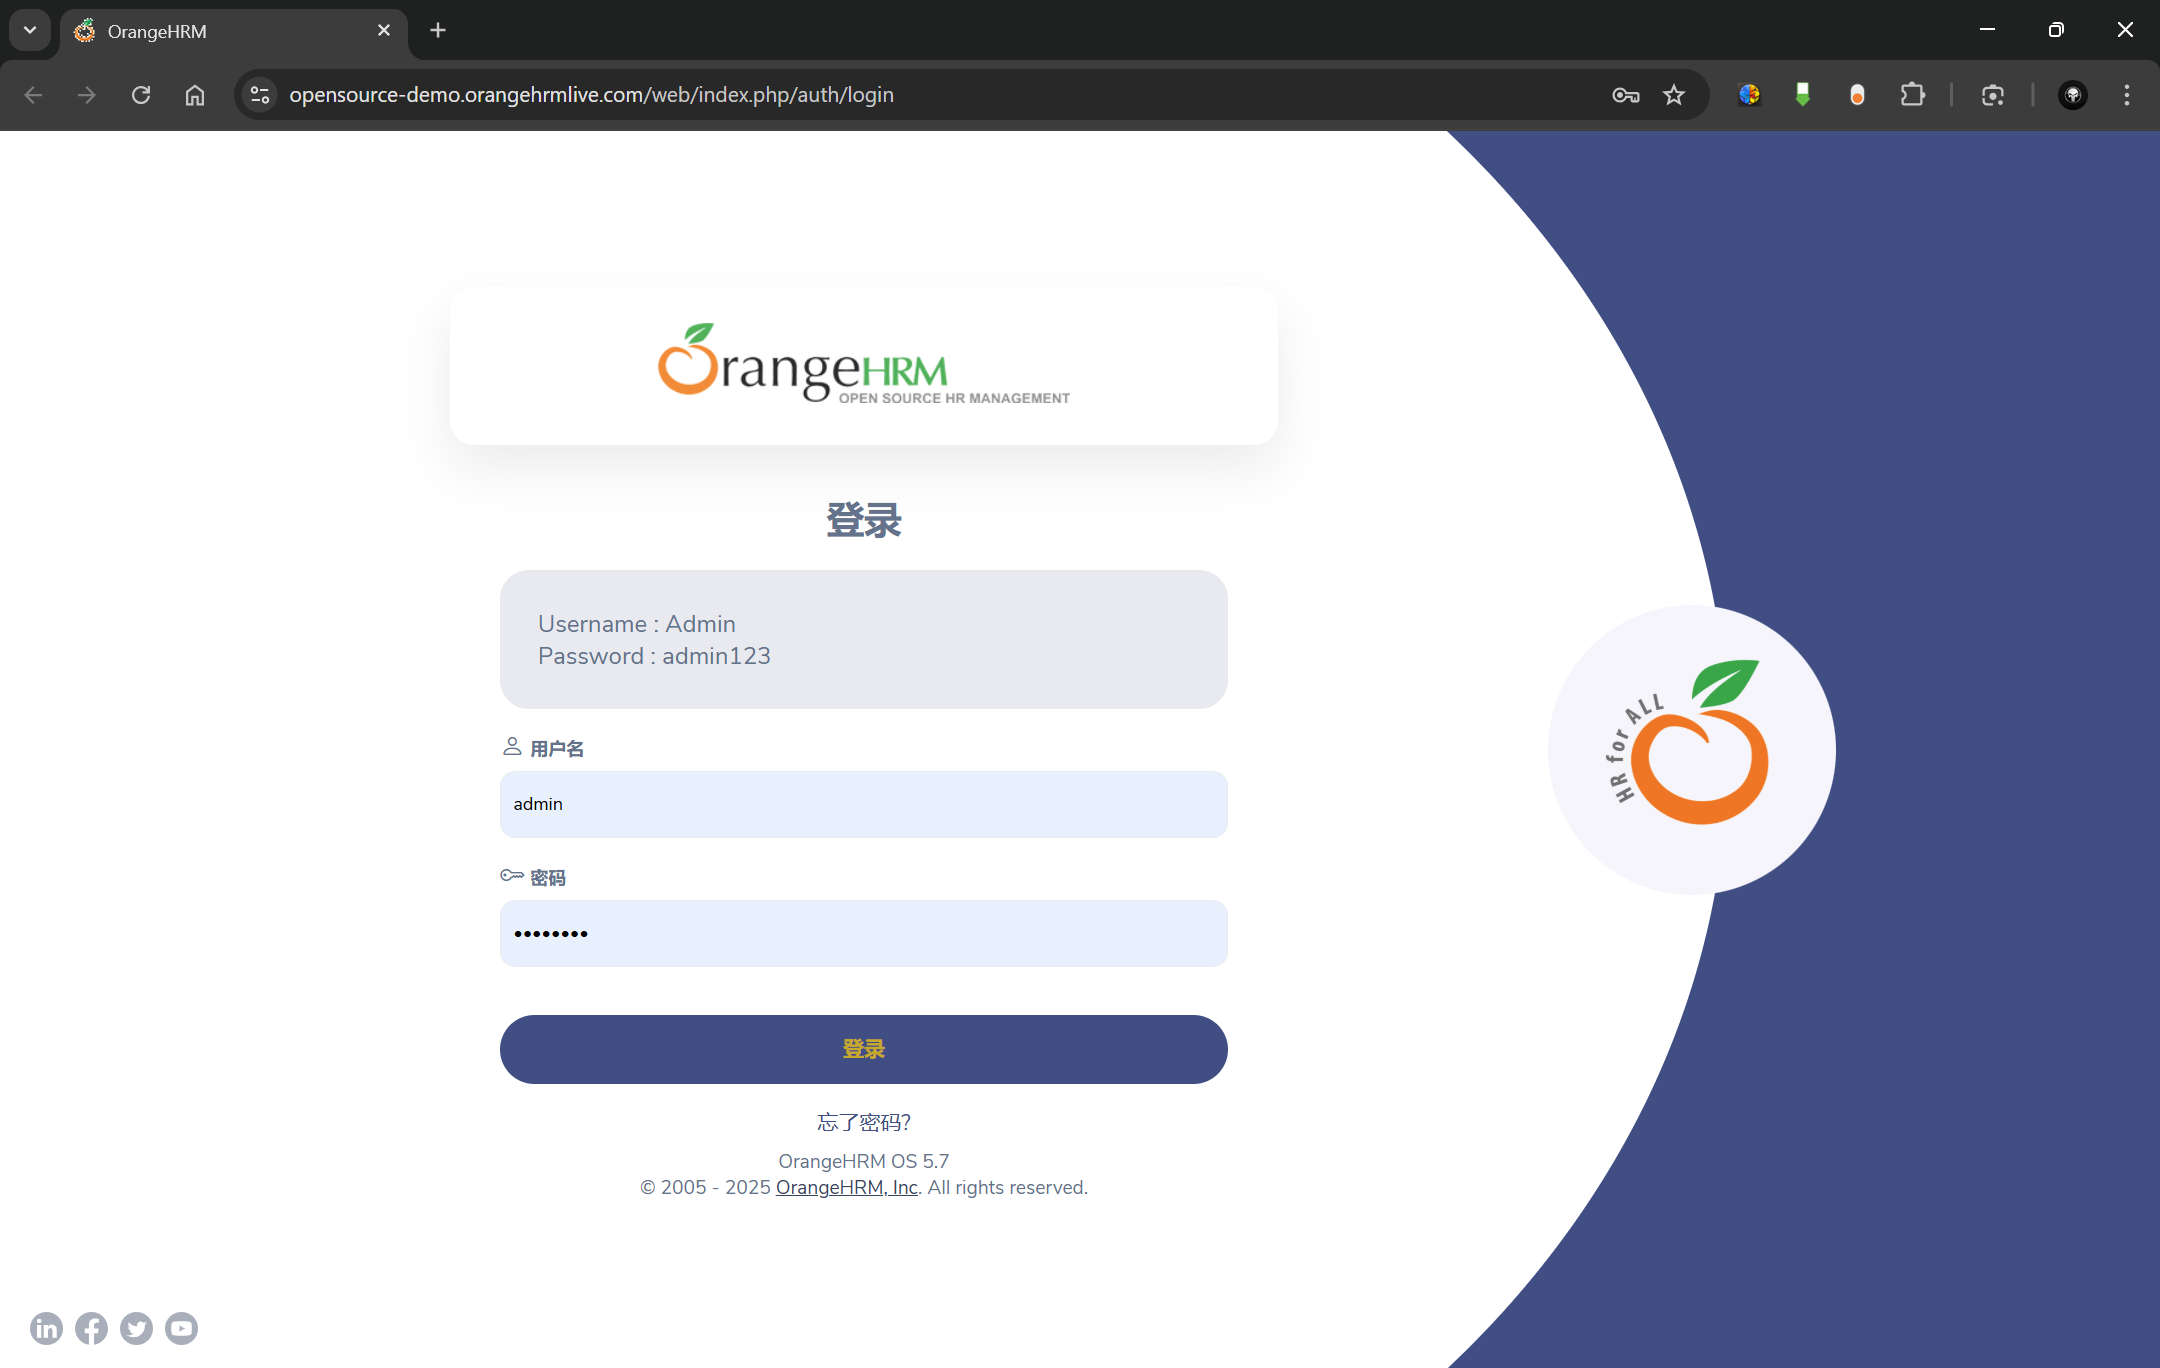 OrangeHRM
opensource-demo.orangehrmlive.com/web/index.php/auth/login
OrangeHRM
OPEN SOURCE HR MANAGEMENT
登录
Username : Admin
Password : admin123
用户名
admin
密码
••••••••
登录
忘了密码?
OrangeHRM OS 5.7
© 2005 - 2025 OrangeHRM, Inc. All rights reserved.
HR for ALL